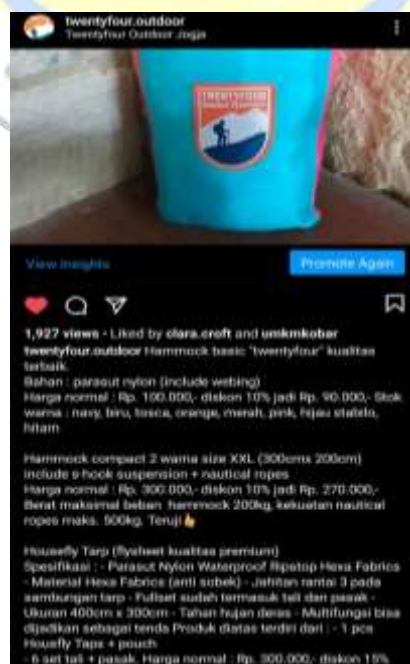 twentyfour.outdoor
Twentyfour Outdoor Jogja
TWENTYFOUR
View Insights
Promote Again
1,927 views · Liked by clara.croft and umkmkobar
twentyfour.outdoor Hammock basic "twentyfour" kualitas
terbaik.
Bahan : parasut nylon (include webing)
Harga normal : Rp. 100.000,- diskon 10% jadi Rp. 90.000,- Stok
warna : navy, biru, tosca, orange, merah, pink, hijau stabilo,
hitam
Hammock compact 2 warna size XXL (300cmx 200cm)
include s-hook suspension + nautical ropes
Harga normal : Rp. 300.000,- diskon 10% jadi Rp. 270.000,-
Berat maksimal beban hammock 200kg, kekuatan nautical
ropes maks. 500kg. Teruji👍
Housefly Tarp (flysheet kualitas premium)
Spesifikasi : - Parasut Nylon Waterproof Ripstop Hexa Fabrics
- Material Hexa Fabrics (anti sobek) - Jahitan rantai 3 pada
sambungan tarp - Fullset sudah termasuk tali dan pasak -
Ukuran 400cm x 300cm - Tahan hujan deras - Multifungsi bisa
dijadikan sebagai tenda Produk diatas terdiri dari : - 1 pcs
Housfly Taps + pouch
- 6 set tali + pasak. Harga normal : Rp. 300.000,- diskon 15%